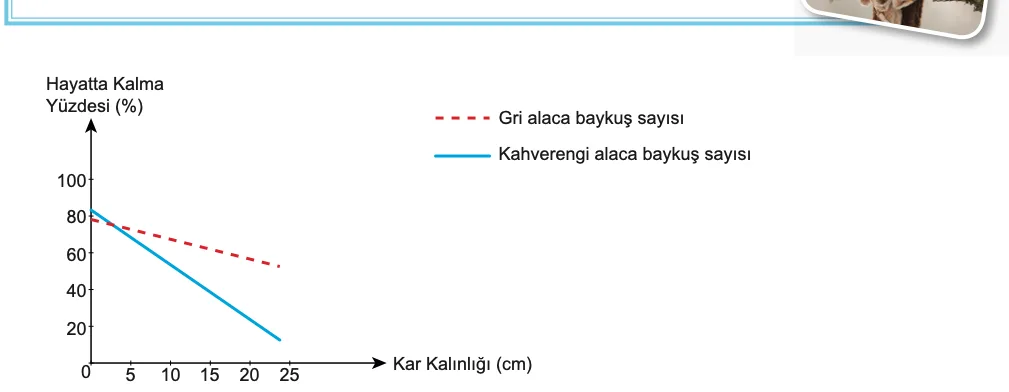 Hayatta Kalma
Yüzdesi (%)
Gri alaca baykuş sayısı
Kahverengi alaca baykuş sayısı
100
80
60
40
20
0 5 10 15 20 25
Kar Kalınlığı (cm)